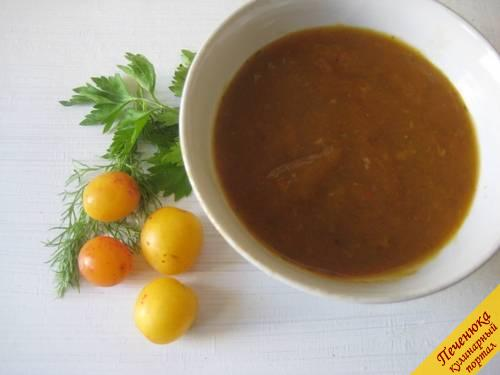 Печенюка
кулинарный
портал